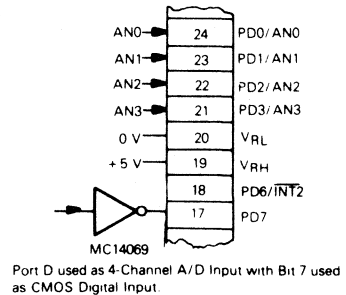 AN0 24 PD0/AN0
AN1 23 PD1/AN1
AN2 22 PD2/AN2
AN3 21 PD3/AN3
0 V 20 VRL
+5 V 19 VRH
18 PD6/INT2
17 PD7
MC14069
Port D used as 4-Channel A/D Input with Bit 7 used
as CMOS Digital Input.